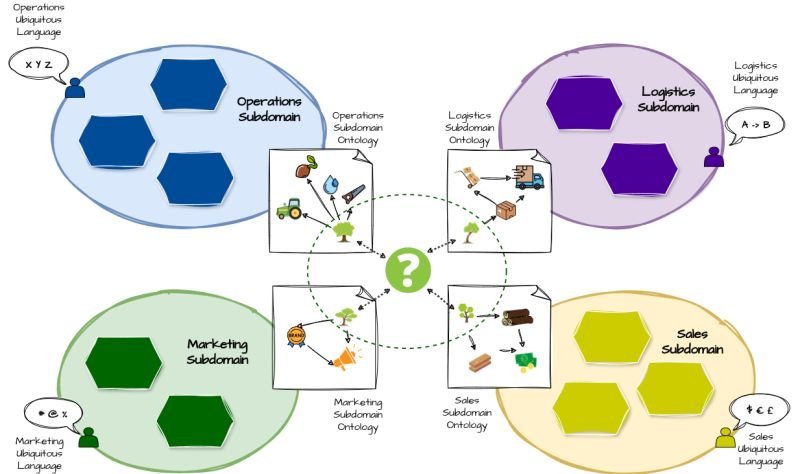 Operations
Ubiquitous
Language
X Y Z
Operations
Subdomain
Operations
Subdomain
Ontology
Logistics
Subdomain
Ontology
Logistics
Subdomain
Logistics
Ubiquitous
Language
A -> B
?
BRAND
Marketing
Subdomain
Marketing
Subdomain
Ontology
* @ %
Marketing
Ubiquitous
Language
Sales
Subdomain
Sales
Subdomain
Ontology
$ € £
Sales
Ubiquitous
Language